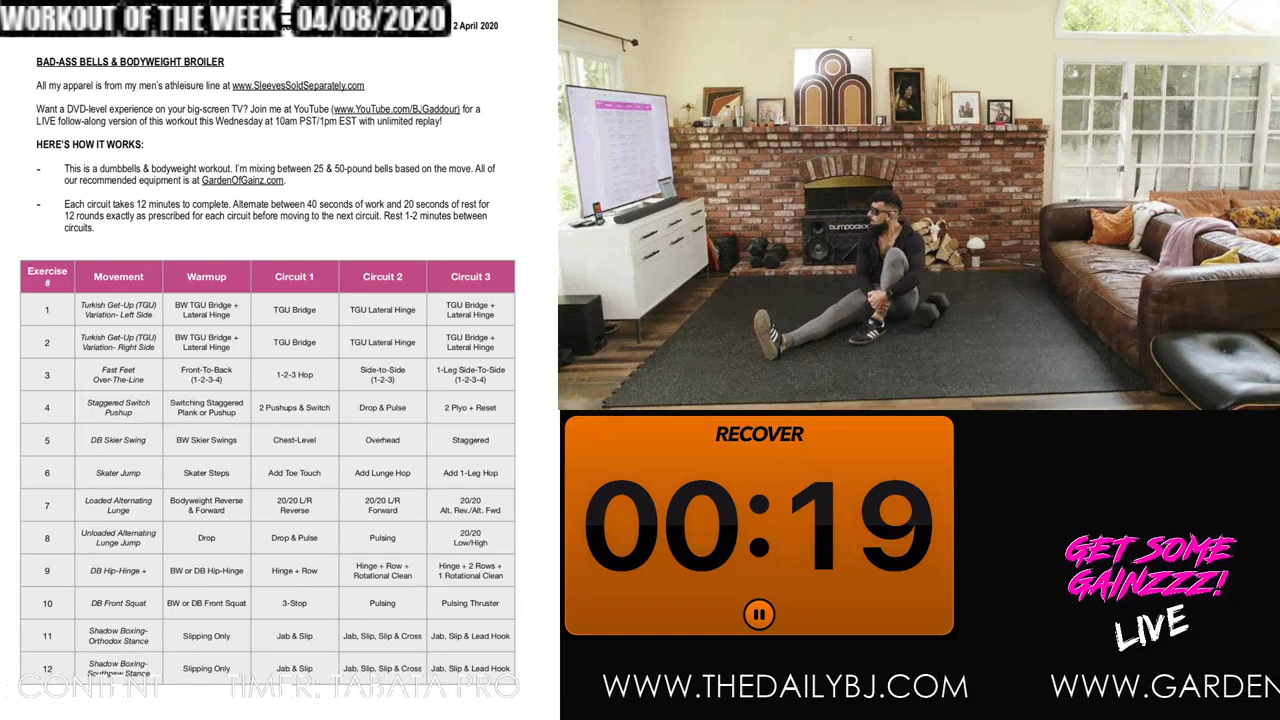 WORKOUT OF THE WEEK - 04/08/2020
2 April 2020
BAD-ASS BELLS & BODYWEIGHT BROILER
All my apparel is from my men's athleisure line at www.SleevesSoldSeparately.com
Want a DVD-level experience on your big-screen TV? Join me at YouTube (www.YouTube.com/BJGaddour) for a
LIVE follow-along version of this workout this Wednesday at 10am PST/1pm EST with unlimited replay!
HERE'S HOW IT WORKS:
- This is a dumbbells & bodyweight workout. I'm mixing between 25 & 50-pound bells based on the move. All of
our recommended equipment is at GardenOfGainz.com.
- Each circuit takes 12 minutes to complete. Alternate between 40 seconds of work and 20 seconds of rest for
12 rounds exactly as prescribed for each circuit before moving to the next circuit. Rest 1-2 minutes between
circuits.
Exercise # Movement Warmup Circuit 1 Circuit 2 Circuit 3
1 Turkish Get-Up (TGU) Variation- Left Side BW TGU Bridge + Lateral Hinge TGU Bridge TGU Lateral Hinge TGU Bridge + Lateral Hinge
2 Turkish Get-Up (TGU) Variation- Right Side BW TGU Bridge + Lateral Hinge TGU Bridge TGU Lateral Hinge TGU Bridge + Lateral Hinge
3 Fast Feet Over-The-Line Front-To-Back (1-2-3-4) 1-2-3 Hop Side-to-Side (1-2-3) 1-Leg Side-To-Side (1-2-3-4)
4 Staggered Switch Pushup Switching Staggered Plank or Pushup 2 Pushups & Switch Drop & Pulse 2 Plyo + Reset
5 DB Skier Swing BW Skier Swings Chest-Level Overhead Staggered
6 Skater Jump Skater Steps Add Toe Touch Add Lunge Hop Add 1-Leg Hop
7 Loaded Alternating Lunge Bodyweight Reverse & Forward 20/20 L/R Reverse 20/20 L/R Forward 20/20 Alt. Rev./Alt. Fwd
8 Unloaded Alternating Lunge Jump Drop Drop & Pulse Pulsing 20/20 Low/High
9 DB Hip-Hinge + BW or DB Hip-Hinge Hinge + Row Hinge + Row + Rotational Clean Hinge + 2 Rows + 1 Rotational Clean
10 DB Front Squat BW or DB Front Squat 3-Stop Pulsing Pulsing Thruster
11 Shadow Boxing- Orthodox Stance Slipping Only Jab & Slip Jab, Slip, Slip & Cross Jab, Slip & Lead Hook
12 Shadow Boxing- Southpaw Stance Slipping Only Jab & Slip Jab, Slip, Slip & Cross Jab, Slip & Lead Hook
CONTENT TIMER: TABATA PRO
bumpboxx
RECOVER
00:19
GET SOME
GAINZZZ!
LIVE
WWW.THEDAILYBJ.COM WWW.GARDEN